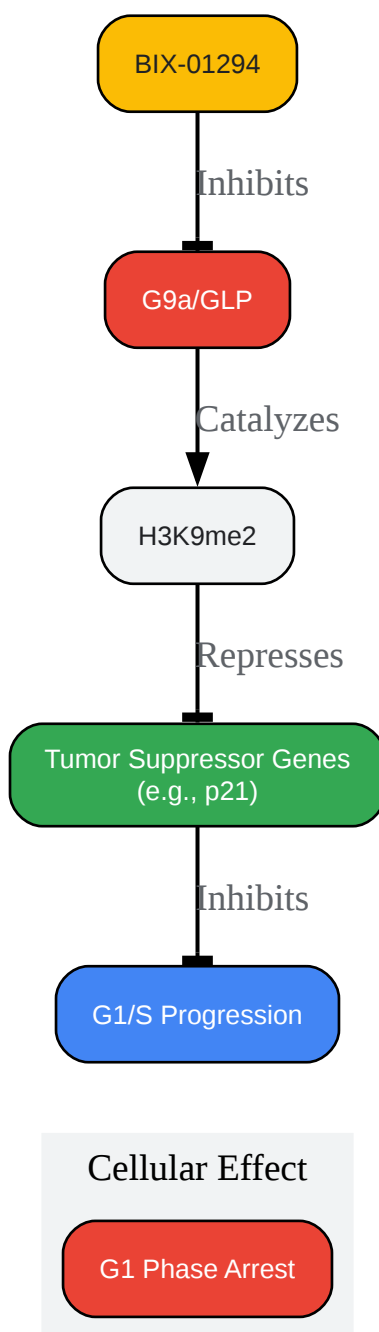 BIX-01294
Inhibits
G9a/GLP
Catalyzes
H3K9me2
Represses
Tumor Suppressor Genes
(e.g., p21)
Inhibits
G1/S Progression
Cellular Effect
G1 Phase Arrest